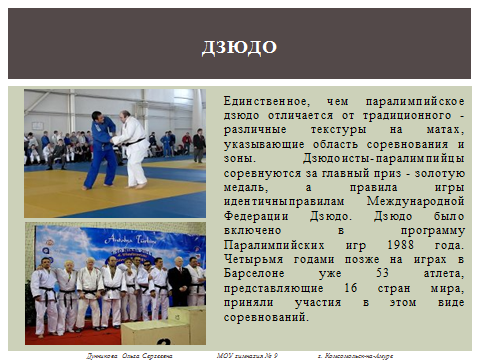 ДЗЮДО
Единственное, чем паралимпийское
дзюдо отличается от традиционного -
различные текстуры на матах,
указывающие область соревнования и
зоны. Дзюдоисты-паралимпийцы
соревнуются за главный приз - золотую
медаль, а правила игры
идентичныправилам Международной
Федерации Дзюдо. Дзюдо было
включено в программу
Паралимпийских игр 1988 года.
Четырьмя годами позже на играх в
Барселоне уже 53 атлета,
представляющие 16 стран мира,
приняли участия в этом виде
соревнований.
Дунникова Ольга Сергеевна МОУ гимназия № 9 г. Комсомольск-на-Амуре